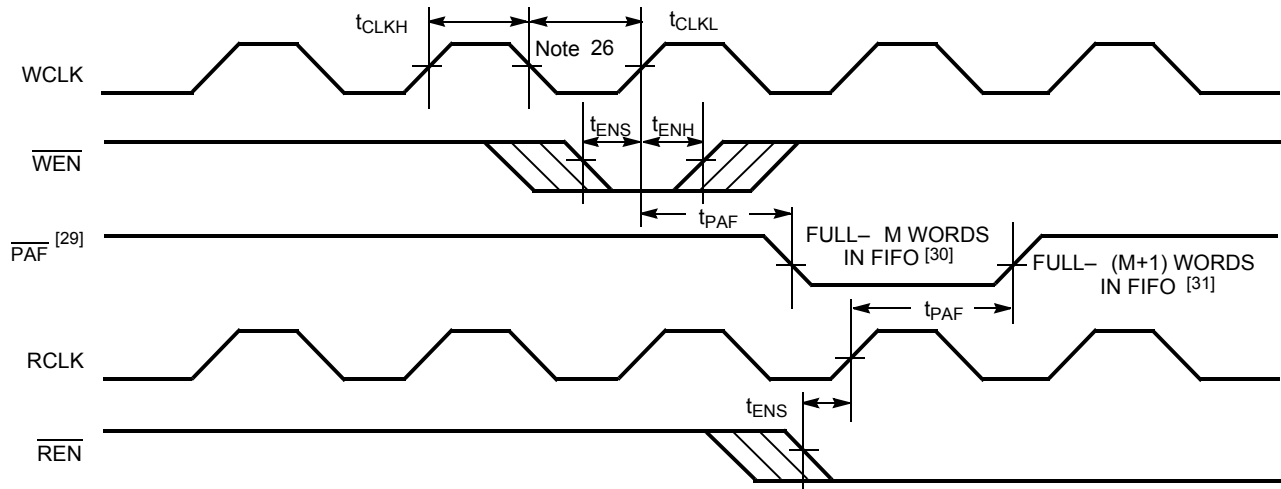 tCLKH
tCLKL
Note 26
WCLK
tENS
tENH
WEN
tPAF
PAF [29]
FULL– M WORDS
IN FIFO [30]
FULL– (M+1) WORDS
IN FIFO [31]
tPAF
RCLK
tENS
REN